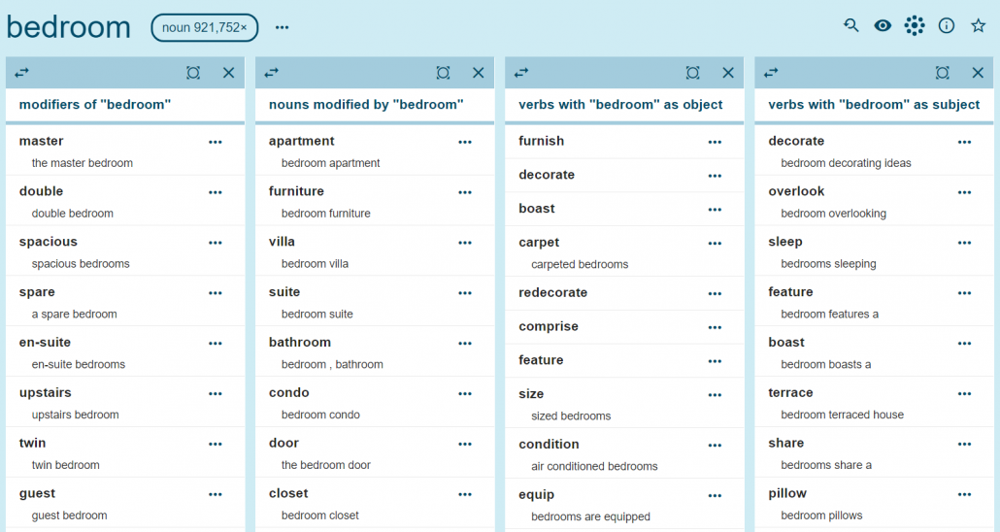 bedroom
noun 921,752×
modifiers of "bedroom"
master
the master bedroom
double
double bedroom
spacious
spacious bedrooms
spare
a spare bedroom
en-suite
en-suite bedrooms
upstairs
upstairs bedroom
twin
twin bedroom
guest
guest bedroom
nouns modified by "bedroom"
apartment
bedroom apartment
furniture
bedroom furniture
villa
bedroom villa
suite
bedroom suite
bathroom
bedroom , bathroom
condo
bedroom condo
door
the bedroom door
closet
bedroom closet
verbs with "bedroom" as object
furnish
decorate
boast
carpet
carpeted bedrooms
redecorate
comprise
feature
size
sized bedrooms
condition
air conditioned bedrooms
equip
bedrooms are equipped
verbs with "bedroom" as subject
decorate
bedroom decorating ideas
overlook
bedroom overlooking
sleep
bedrooms sleeping
feature
bedroom features a
boast
bedroom boasts a
terrace
bedroom terraced house
share
bedrooms share a
pillow
bedroom pillows